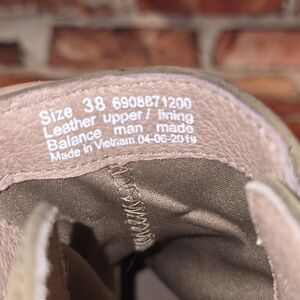 Size 38 6908871200
Leather upper/ lining
Balance man made
Made in Vietnam 04-06-2019